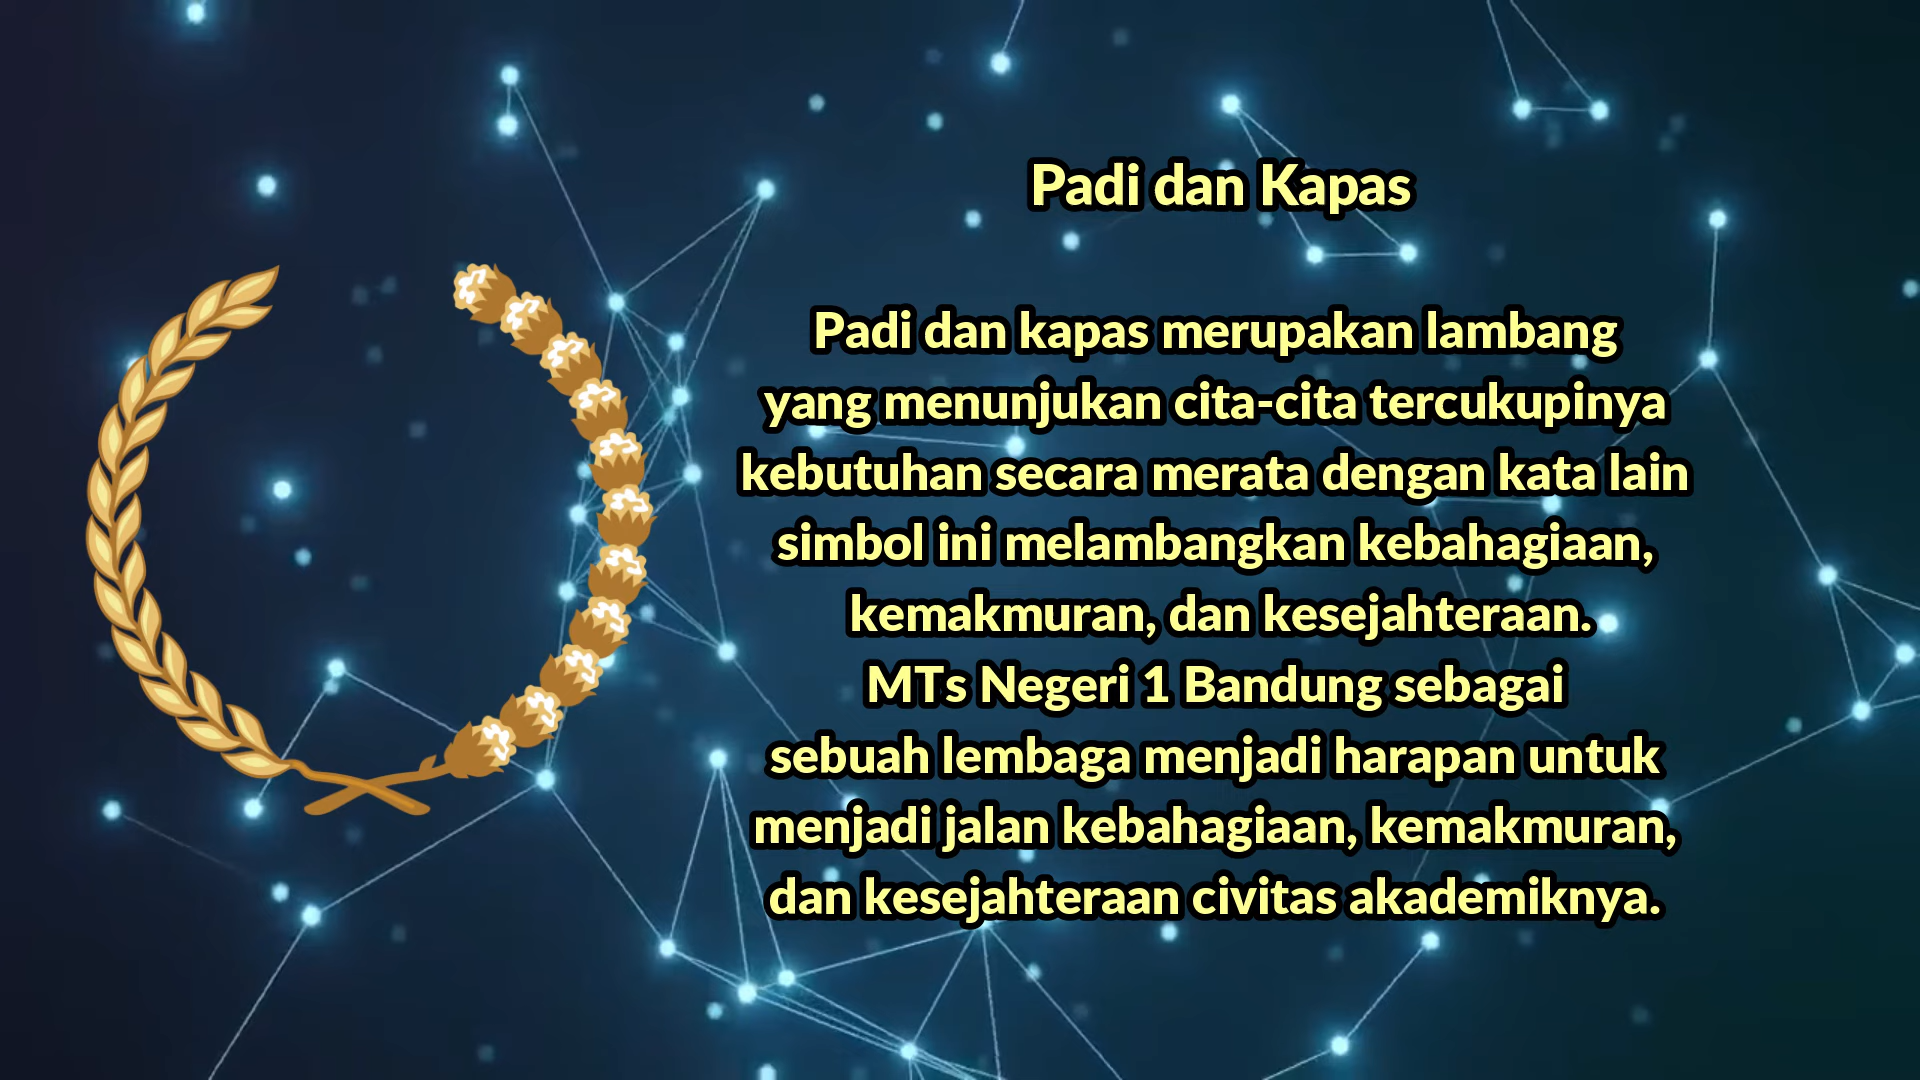 Padi dan Kapas
Padi dan kapas merupakan lambang
yang menunjukan cita-cita tercukupinya
kebutuhan secara merata dengan kata lain
simbol ini melambangkan kebahagiaan,
kemakmuran, dan kesejahteraan.
MTs Negeri 1 Bandung sebagai
sebuah lembaga menjadi harapan untuk
menjadi jalan kebahagiaan, kemakmuran,
dan kesejahteraan civitas akademiknya.